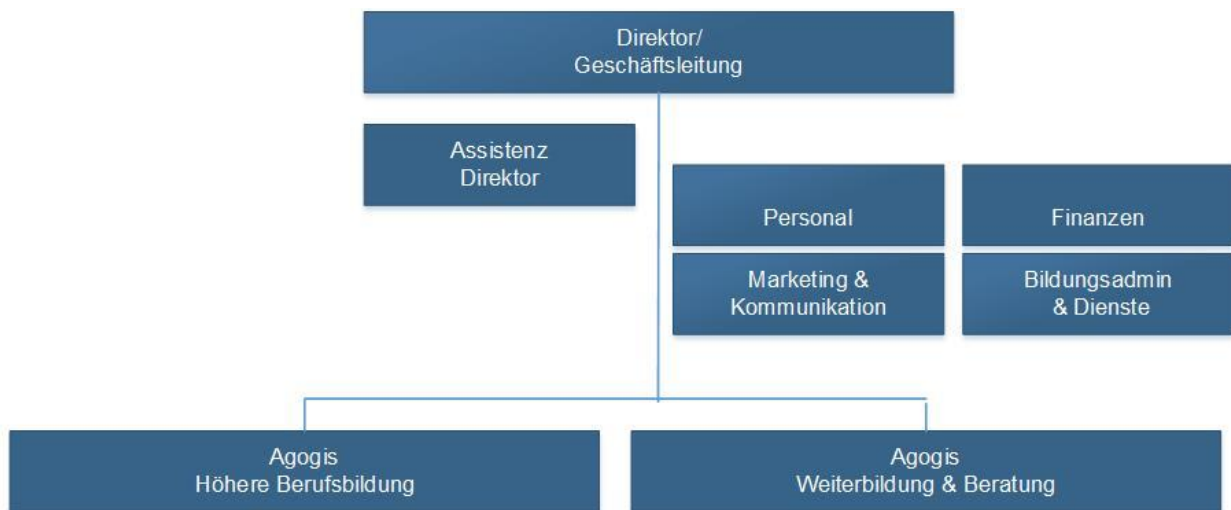 Direktor/
Geschäftsleitung
Assistenz
Direktor
Personal
Finanzen
Marketing &
Kommunikation
Bildungsadmin
& Dienste
Agogis
Höhere Berufsbildung
Agogis
Weiterbildung & Beratung